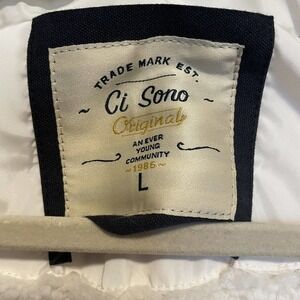 TRADE MARK EST.
~ Ci Sono ~
Original
AN EVER
YOUNG
COMMUNITY
~1986~
L